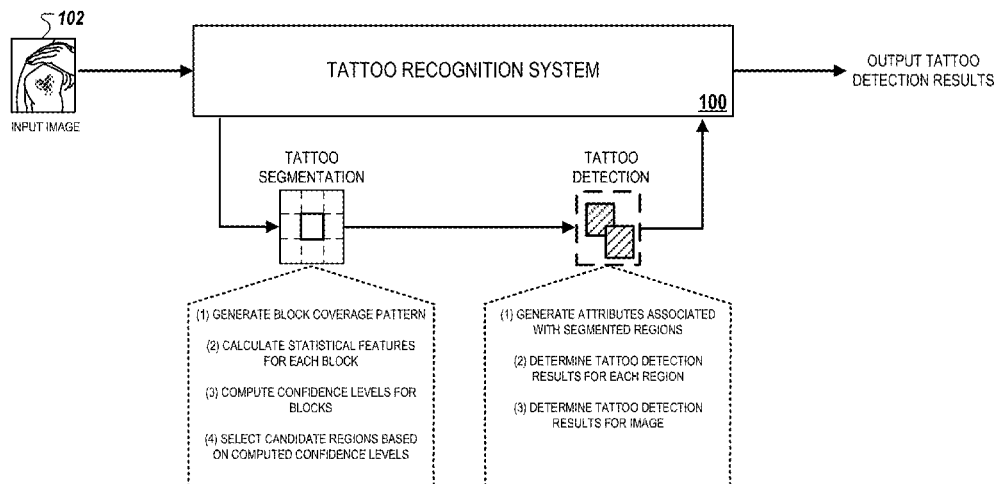 102
INPUT IMAGE
TATTOO RECOGNITION SYSTEM
100
OUTPUT TATTOO
DETECTION RESULTS
TATTOO
SEGMENTATION
TATTOO
DETECTION
(1) GENERATE BLOCK COVERAGE PATTERN
(2) CALCULATE STATISTICAL FEATURES
FOR EACH BLOCK
(3) COMPUTE CONFIDENCE LEVELS FOR
BLOCKS
(4) SELECT CANDIDATE REGIONS BASED
ON COMPUTED CONFIDENCE LEVELS
(1) GENERATE ATTRIBUTES ASSOCIATED
WITH SEGMENTED REGIONS
(2) DETERMINE TATTOO DETECTION
RESULTS FOR EACH REGION
(3) DETERMINE TATTOO DETECTION
RESULTS FOR IMAGE